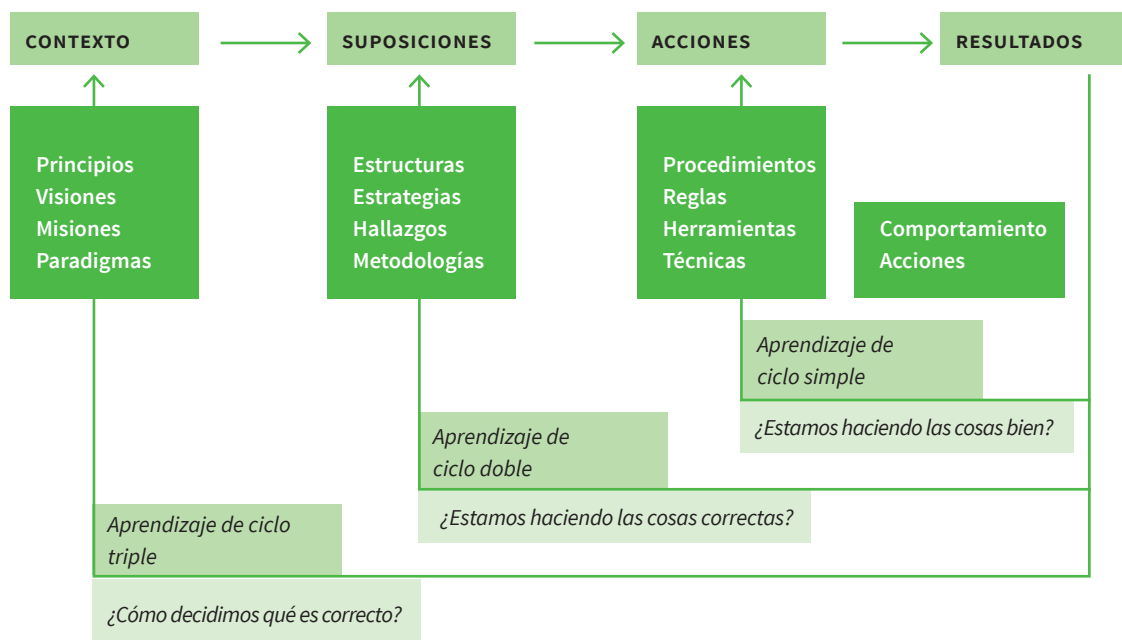 CONTEXTO
SUPOSICIONES
ACCIONES
RESULTADOS
Principios
Visiones
Misiones
Paradigmas
Estructuras
Estrategias
Hallazgos
Metodologías
Procedimientos
Reglas
Herramientas
Técnicas
Comportamiento
Acciones
Aprendizaje de
ciclo simple
¿Estamos haciendo las cosas bien?
Aprendizaje de
ciclo doble
¿Estamos haciendo las cosas correctas?
Aprendizaje de ciclo
triple
¿Cómo decidimos qué es correcto?